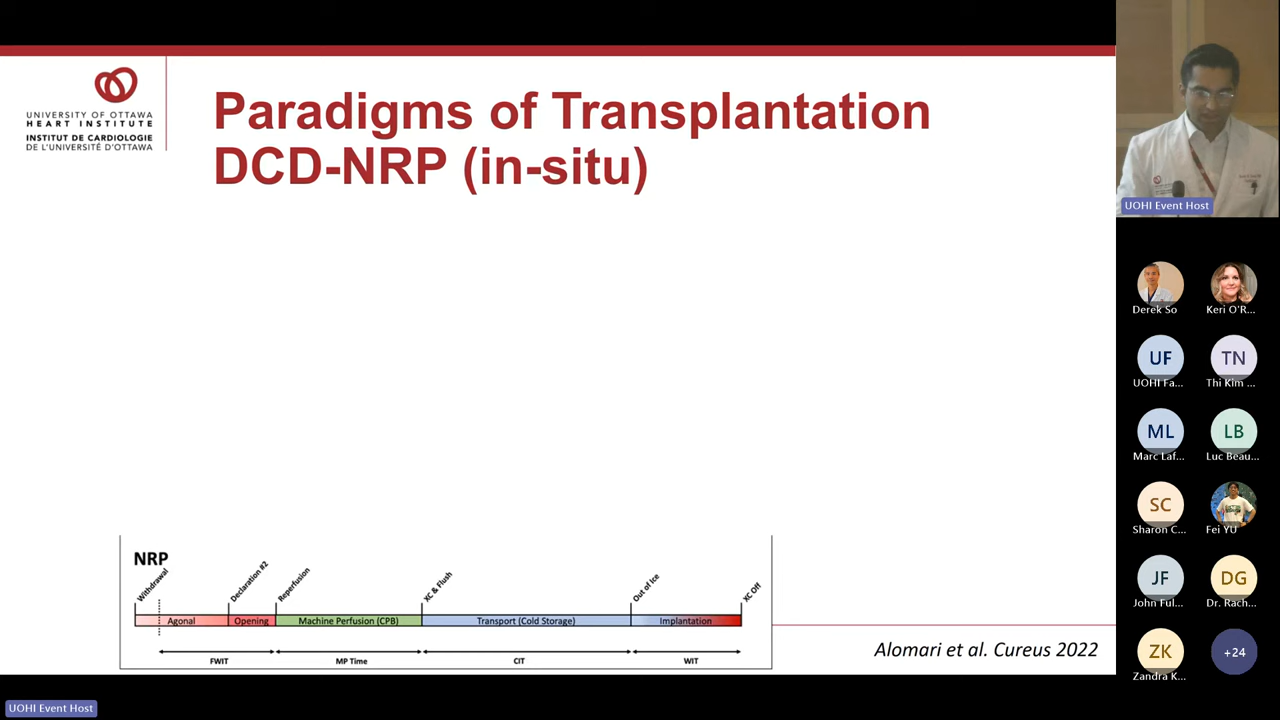 UNIVERSITY OF OTTAWA
HEART INSTITUTE
INSTITUT DE CARDIOLOGIE
DE L'UNIVERSITÉ D'OTTAWA
Paradigms of Transplantation
DCD-NRP (in-situ)
NRP
Withdrawal
Declaration #2
Reperfusion
XC & Flush
Out of Ice
XC Off
Agonal
Opening
Machine Perfusion (CPB)
Transport (Cold Storage)
Implantation
FWIT
MP Time
CIT
WIT
Alomari et al. Cureus 2022
UOHI Event Host
Derek So
Keri O'R...
UF
UOHI Fa...
TN
Thi Kim ...
ML
Marc Laf...
LB
Luc Beau...
SC
Sharon C...
Fei YU
JF
John Ful...
DG
Dr. Rach...
ZK
Zandra K...
+24
UOHI Event Host